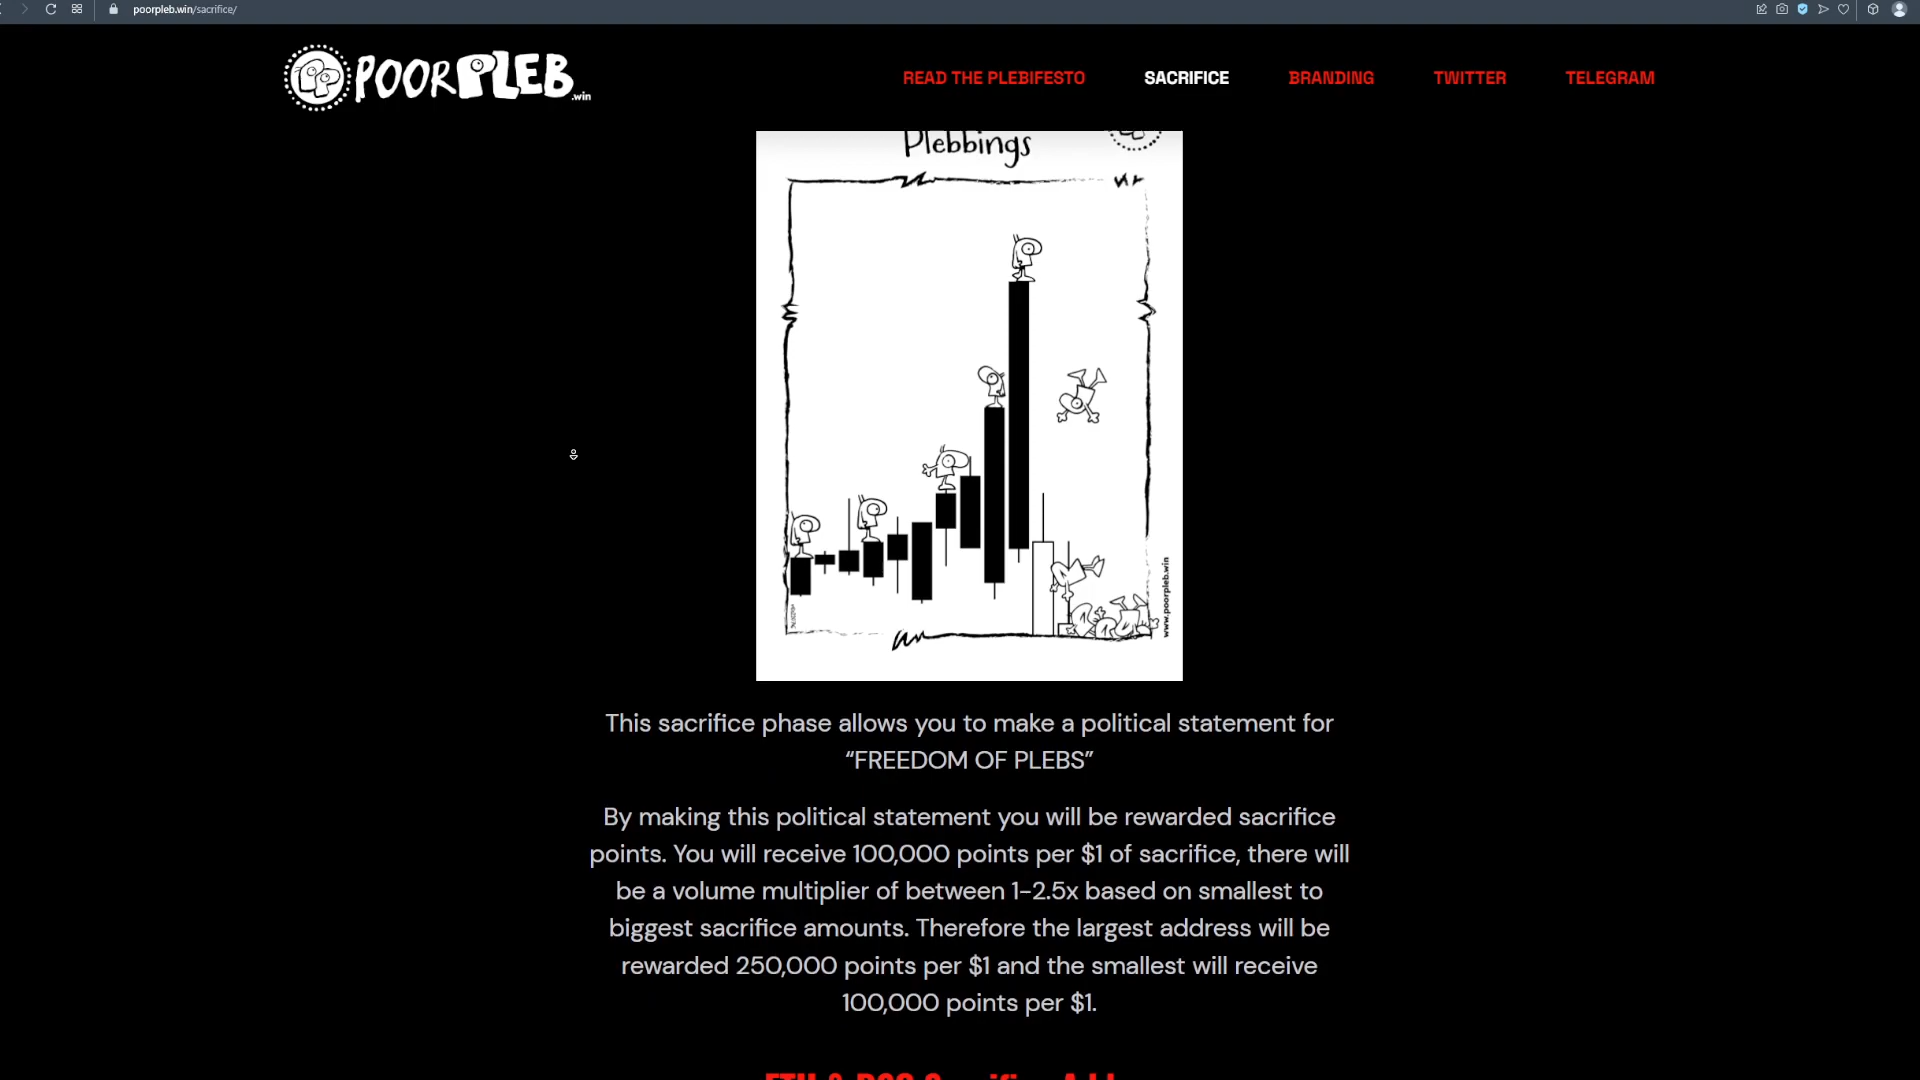 poorpleb.win/sacrifice/
POORPLEB
.win
READ THE PLEBIFESTO
SACRIFICE
BRANDING
TWITTER
TELEGRAM
Plebbings
www.poorpleb.win
This sacrifice phase allows you to make a political statement for
“FREEDOM OF PLEBS”
By making this political statement you will be rewarded sacrifice
points. You will receive 100,000 points per $1 of sacrifice, there will
be a volume multiplier of between 1-2.5x based on smallest to
biggest sacrifice amounts. Therefore the largest address will be
rewarded 250,000 points per $1 and the smallest will receive
100,000 points per $1.